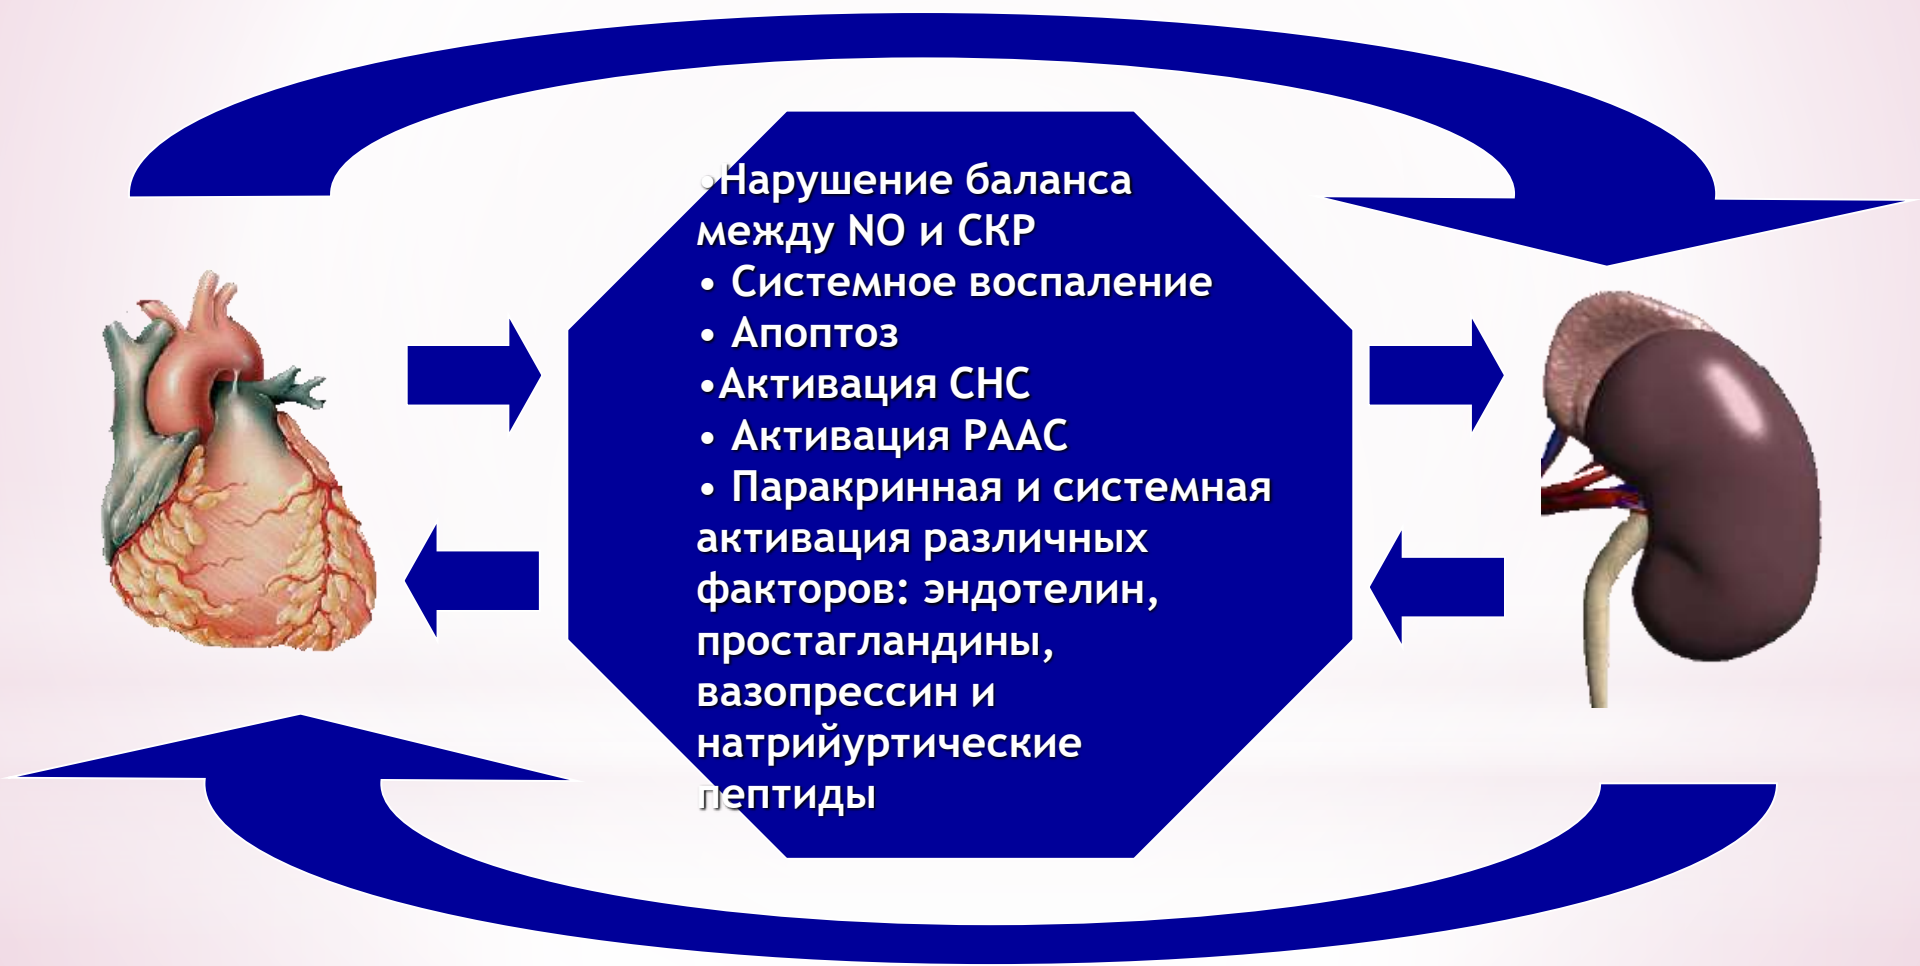 •Нарушение баланса
между NO и СКР
• Системное воспаление
• Апоптоз
•Активация СНС
• Активация РААС
• Паракринная и системная
активация различных
факторов: эндотелин,
простагландины,
вазопрессин и
натрийуртические
пептиды